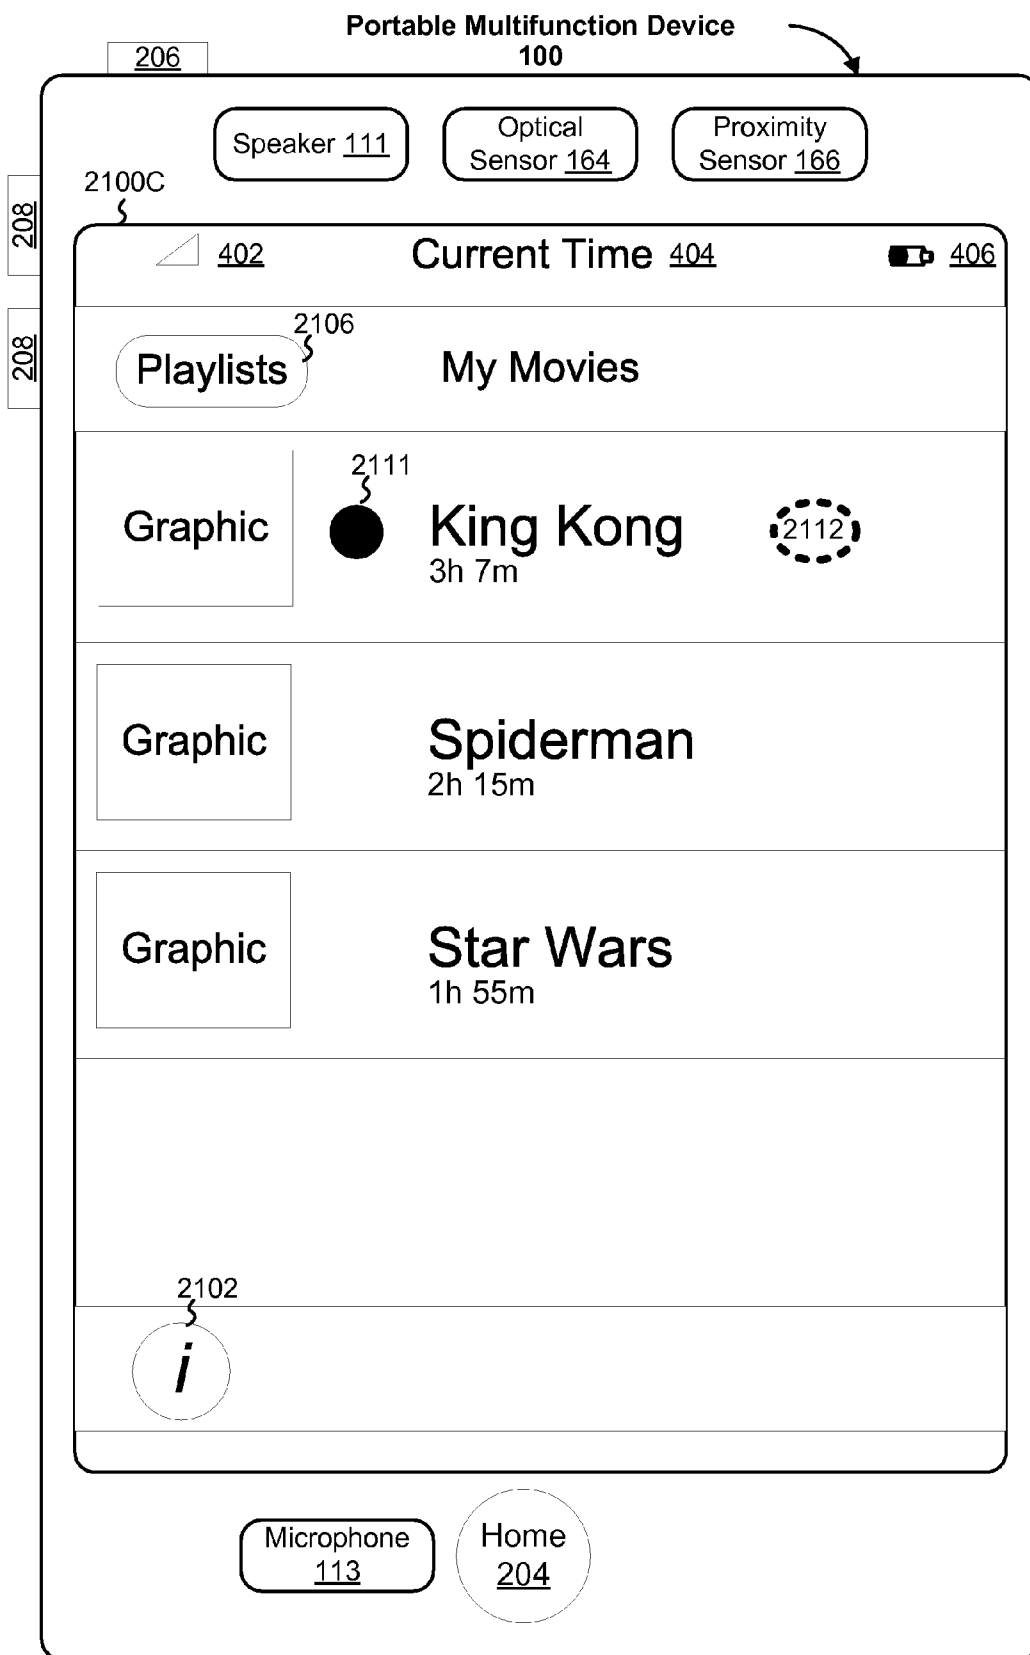 Portable Multifunction Device
100
206
Speaker 111
Optical
Sensor 164
Proximity
Sensor 166
2100C
208
402
Current Time 404
406
208
2106
Playlists
My Movies
2111
Graphic
King Kong
3h 7m
2112
Graphic
Spiderman
2h 15m
Graphic
Star Wars
1h 55m
2102
i
Microphone
113
Home
204